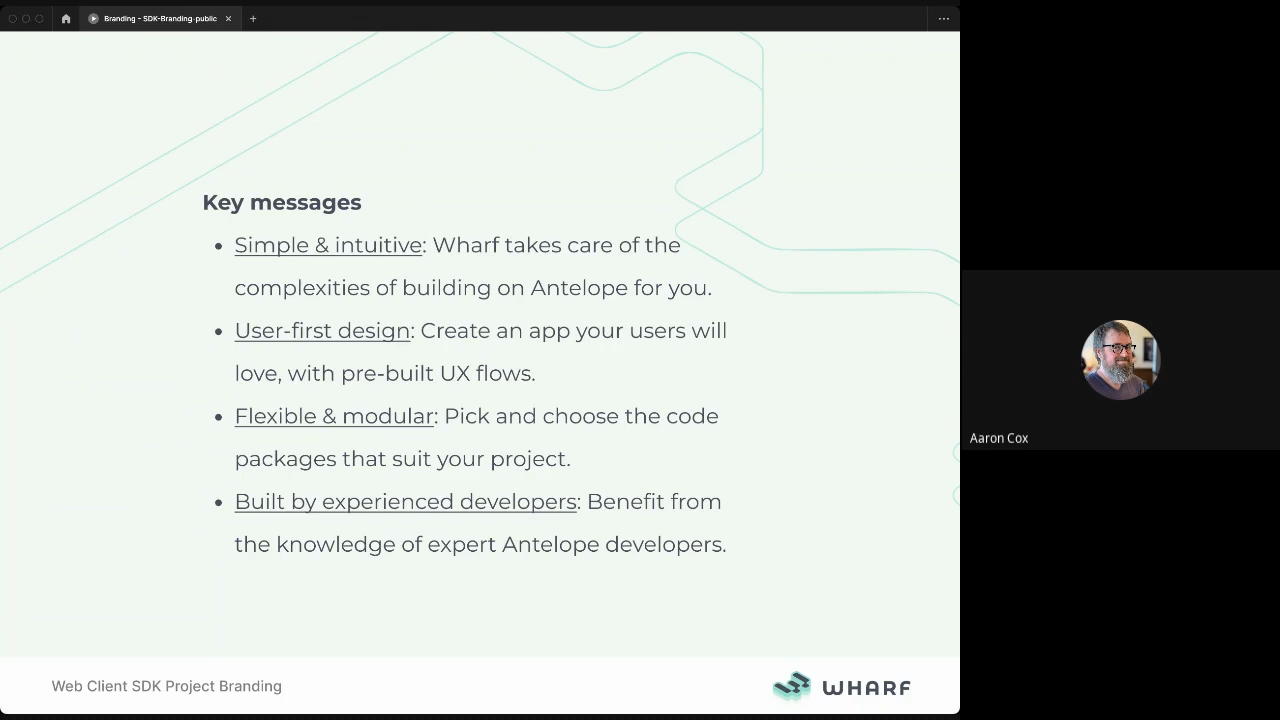 Branding - SDK-Branding-public
Key messages
• Simple & intuitive: Wharf takes care of the
complexities of building on Antelope for you.
• User-first design: Create an app your users will
love, with pre-built UX flows.
• Flexible & modular: Pick and choose the code
packages that suit your project.
• Built by experienced developers: Benefit from
the knowledge of expert Antelope developers.
Aaron Cox
Web Client SDK Project Branding
WHARF